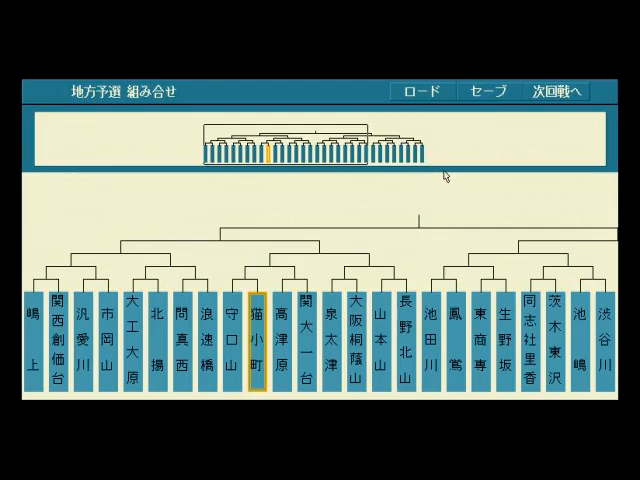 地方予選 組み合せ
ロード
セーブ
次回戦へ
嶋上
関西創価台
汎愛川
市岡山
大工大原
北揚
問真西
浪速橋
守口山
猫小町
高津原
関大一台
泉太津
大阪桐蔭山
山本山
長野北山
池田川
鳳嵩
東商専
生野坂
同志社里香
茨木東沢
池嶋
渋谷川